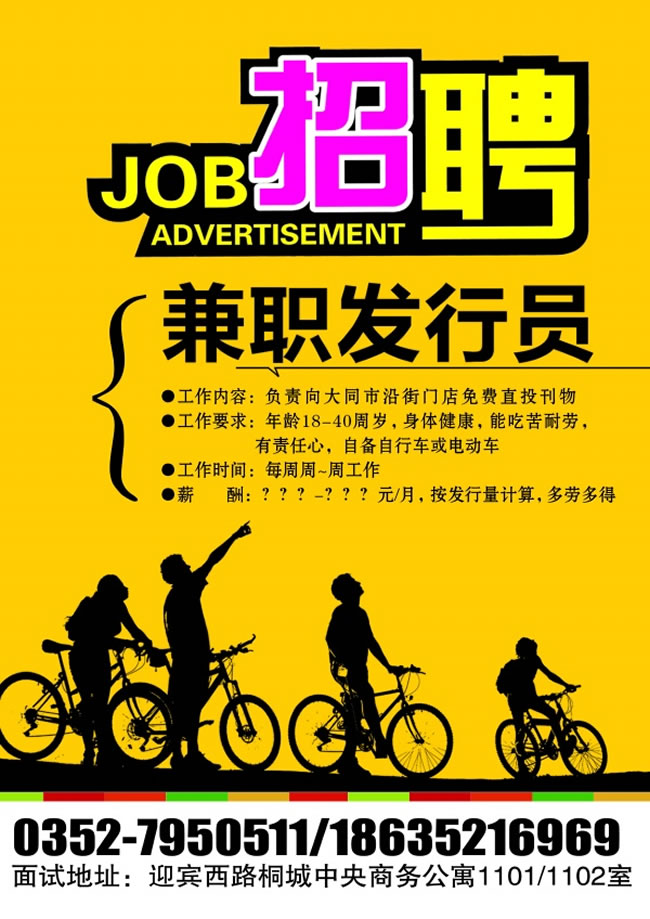 JOB招聘
ADVERTISEMENT
兼职发行员
●工作内容：负责向大同市沿街门店免费直投刊物
●工作要求：年龄18-40周岁，身体健康，能吃苦耐劳，
有责任心，自备自行车或电动车
●工作时间：每周周~周工作
●薪　　酬：？？？-？？？元/月，按发行量计算，多劳多得
0352-7950511/18635216969
面试地址：迎宾西路桐城中央商务公寓1101/1102室